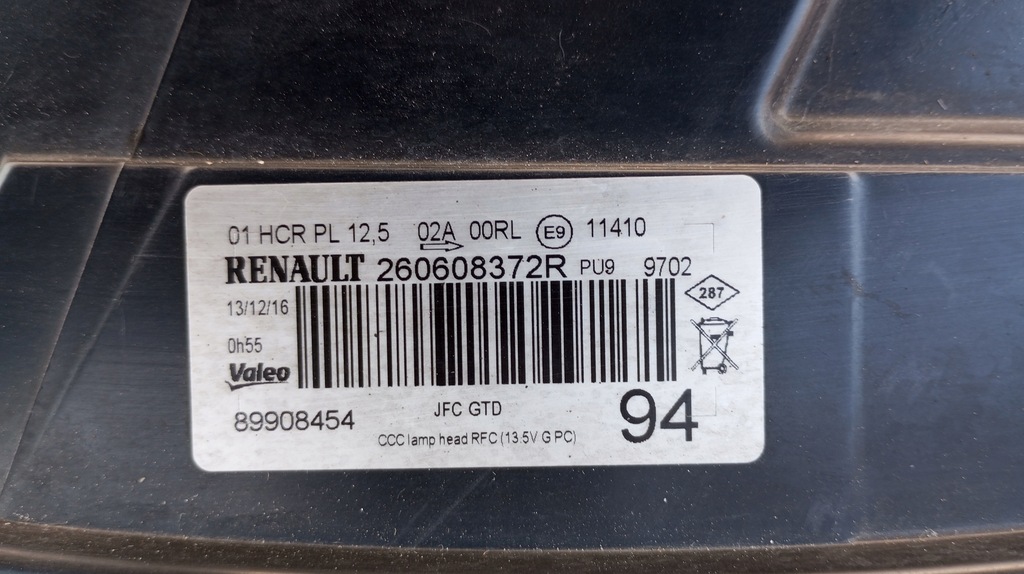 01 HCR PL 12,5 02A 00RL E9 11410
RENAULT 260608372R PU9 9702
13/12/16
287
0h55
Valeo
89908454 JFC GTD 94
CCC lamp head RFC (13.5V G PC)